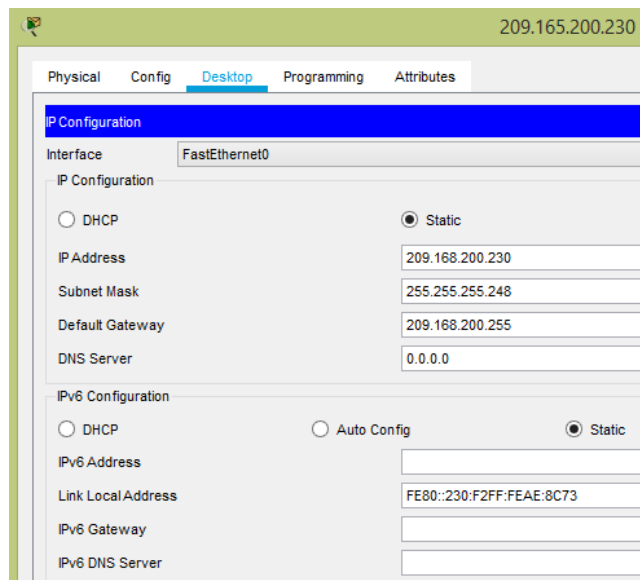 209.165.200.230
Physical Config Desktop Programming Attributes
IP Configuration
Interface FastEthernet0
IP Configuration
DHCP Static
IP Address 209.168.200.230
Subnet Mask 255.255.255.248
Default Gateway 209.168.200.255
DNS Server 0.0.0.0
IPv6 Configuration
DHCP Auto Config Static
IPv6 Address
Link Local Address FE80::230:F2FF:FEAE:8C73
IPv6 Gateway
IPv6 DNS Server